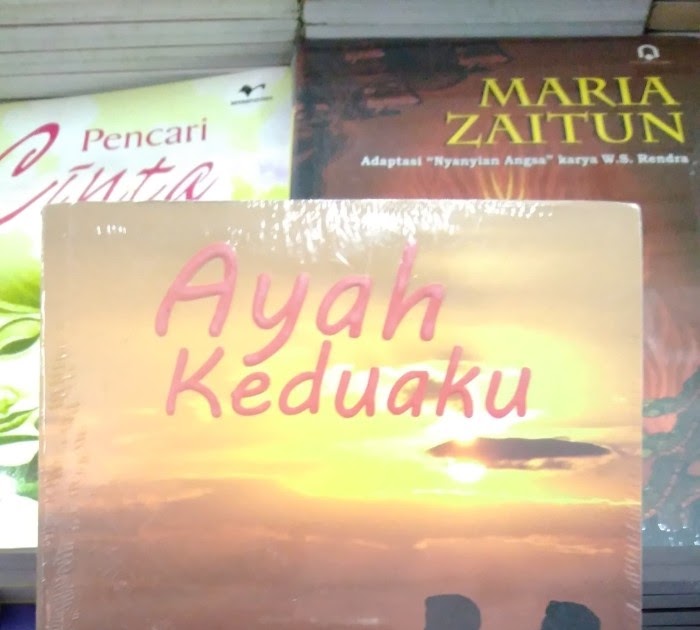 Pencari
Cinta
MARIA
ZAITUN
Adaptasi "Nyanyian Angsa" karya W.S. Rendra
Ayah
Keduaku